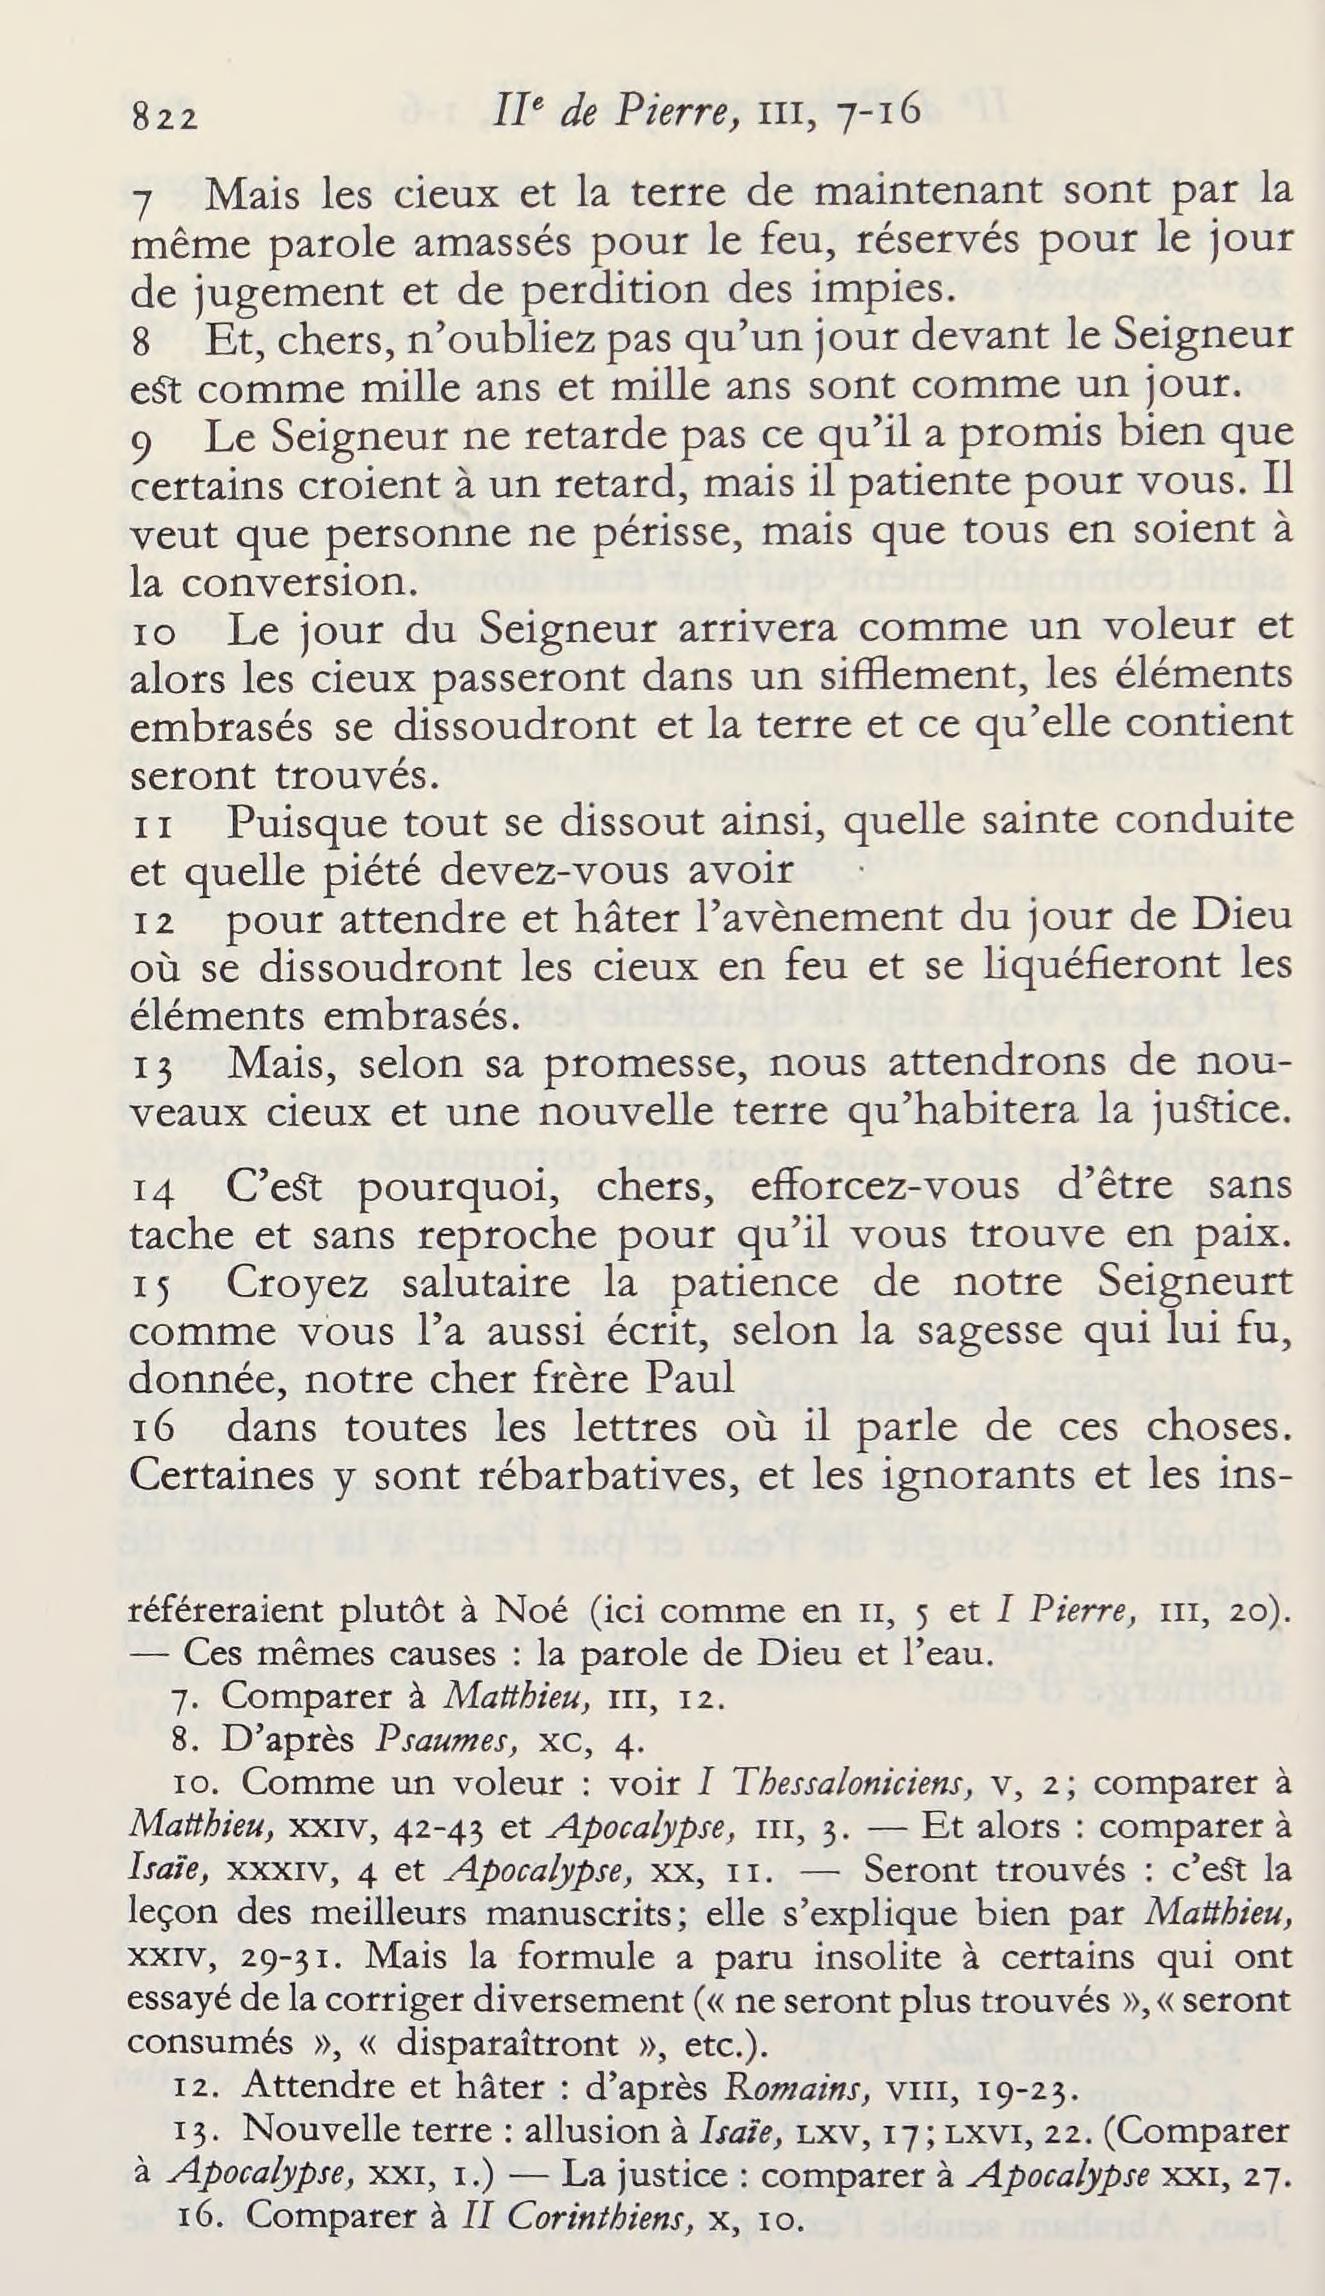 822 IIe de Pierre, III, 7-16
7 Mais les cieux et la terre de maintenant sont par la
même parole amassés pour le feu, réservés pour le jour
de jugement et de perdition des impies.
8 Et, chers, n’oubliez pas qu’un jour devant le Seigneur
est comme mille ans et mille ans sont comme un jour.
9 Le Seigneur ne retarde pas ce qu’il a promis bien que
certains croient à un retard, mais il patiente pour vous. Il
veut que personne ne périsse, mais que tous en soient à
la conversion.
10 Le jour du Seigneur arrivera comme un voleur et
alors les cieux passeront dans un sifflement, les éléments
embrasés se dissoudront et la terre et ce qu’elle contient
seront trouvés.
11 Puisque tout se dissout ainsi, quelle sainte conduite
et quelle piété devez-vous avoir
12 pour attendre et hâter l’avènement du jour de Dieu
où se dissoudront les cieux en feu et se liquéfieront les
éléments embrasés.
13 Mais, selon sa promesse, nous attendrons de nou-
veaux cieux et une nouvelle terre qu’habitera la justice.
14 C’est pourquoi, chers, efforcez-vous d’être sans
tache et sans reproche pour qu’il vous trouve en paix.
15 Croyez salutaire la patience de notre Seigneurt
comme vous l’a aussi écrit, selon la sagesse qui lui fu,
donnée, notre cher frère Paul
16 dans toutes les lettres où il parle de ces choses.
Certaines y sont rébarbatives, et les ignorants et les ins-
référeraient plutôt à Noé (ici comme en II, 5 et I Pierre, III, 20).
— Ces mêmes causes : la parole de Dieu et l’eau.
7. Comparer à Matthieu, III, 12.
8. D’après Psaumes, XC, 4.
10. Comme un voleur : voir I Thessaloniciens, V, 2; comparer à
Matthieu, XXIV, 42-43 et Apocalypse, III, 3. — Et alors : comparer à
Isaïe, XXXIV, 4 et Apocalypse, XX, 11. — Seront trouvés : c’est la
leçon des meilleurs manuscrits; elle s’explique bien par Matthieu,
XXIV, 29-31. Mais la formule a paru insolite à certains qui ont
essayé de la corriger diversement (« ne seront plus trouvés », « seront
consumés », « disparaîtront », etc.).
12. Attendre et hâter : d’après Romains, VIII, 19-23.
13. Nouvelle terre : allusion à Isaïe, LXV, 17; LXVI, 22. (Comparer
à Apocalypse, XXI, 1.) — La justice : comparer à Apocalypse XXI, 27.
16. Comparer à II Corinthiens, X, 10.